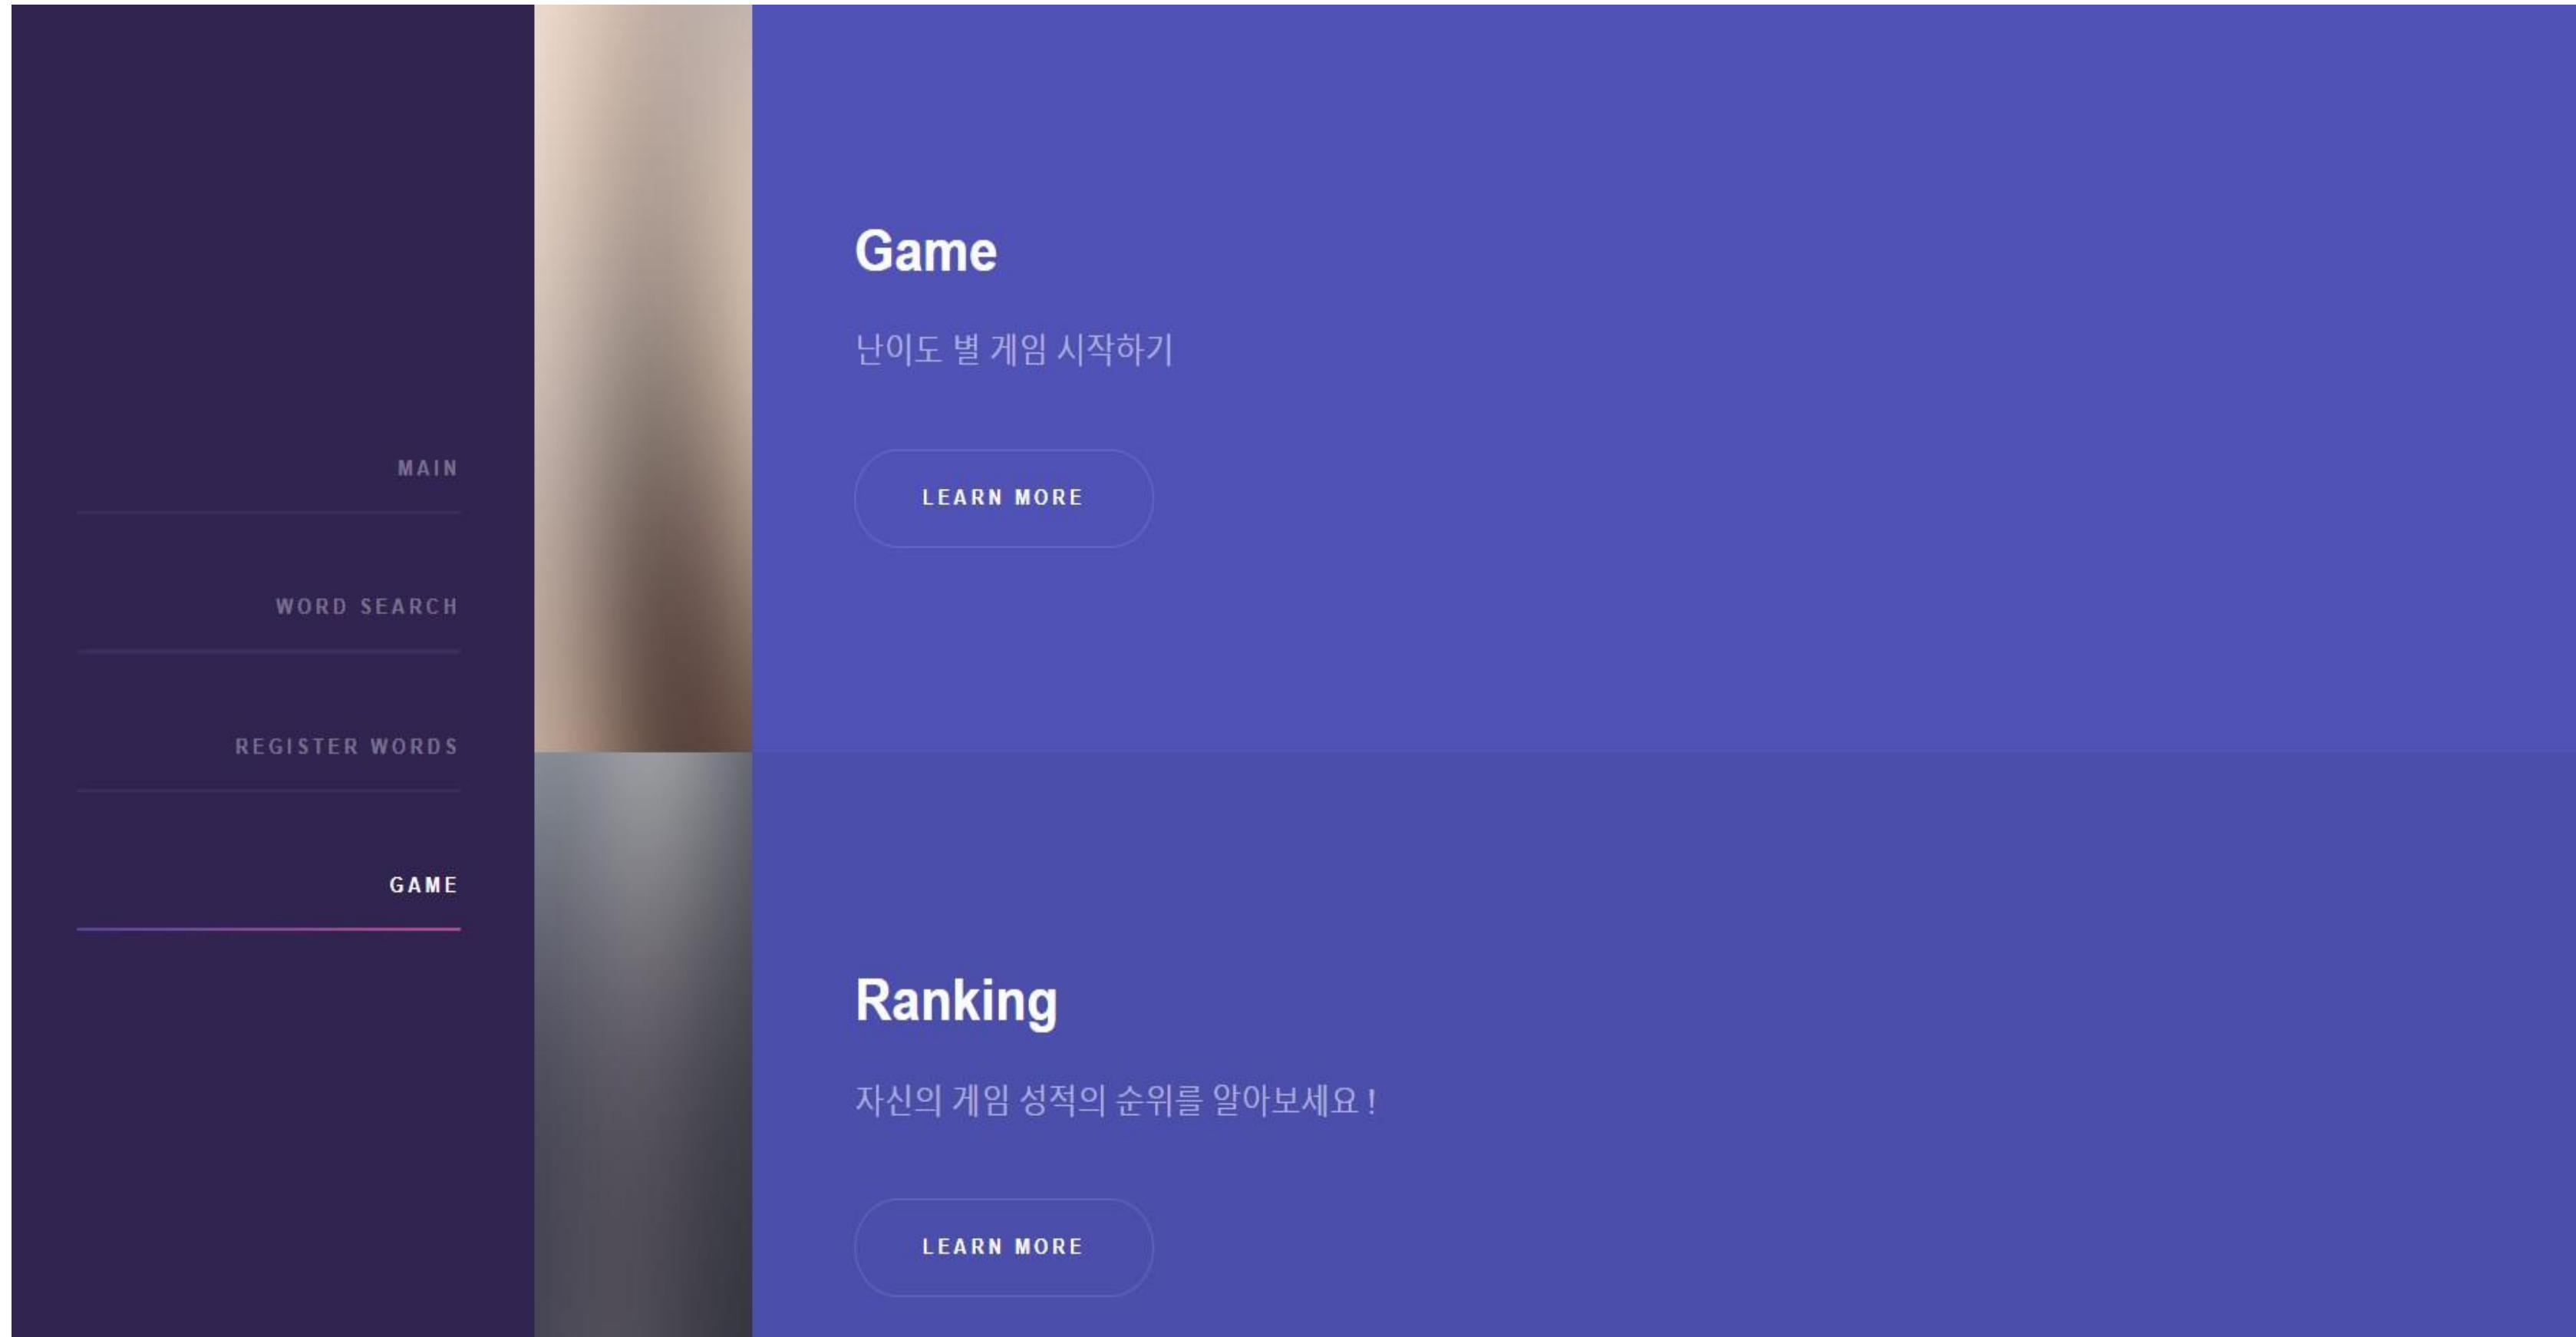 MAIN
WORD SEARCH
REGISTER WORDS
GAME
Game
난이도 별 게임 시작하기
LEARN MORE
Ranking
자신의 게임 성적의 순위를 알아보세요 !
LEARN MORE